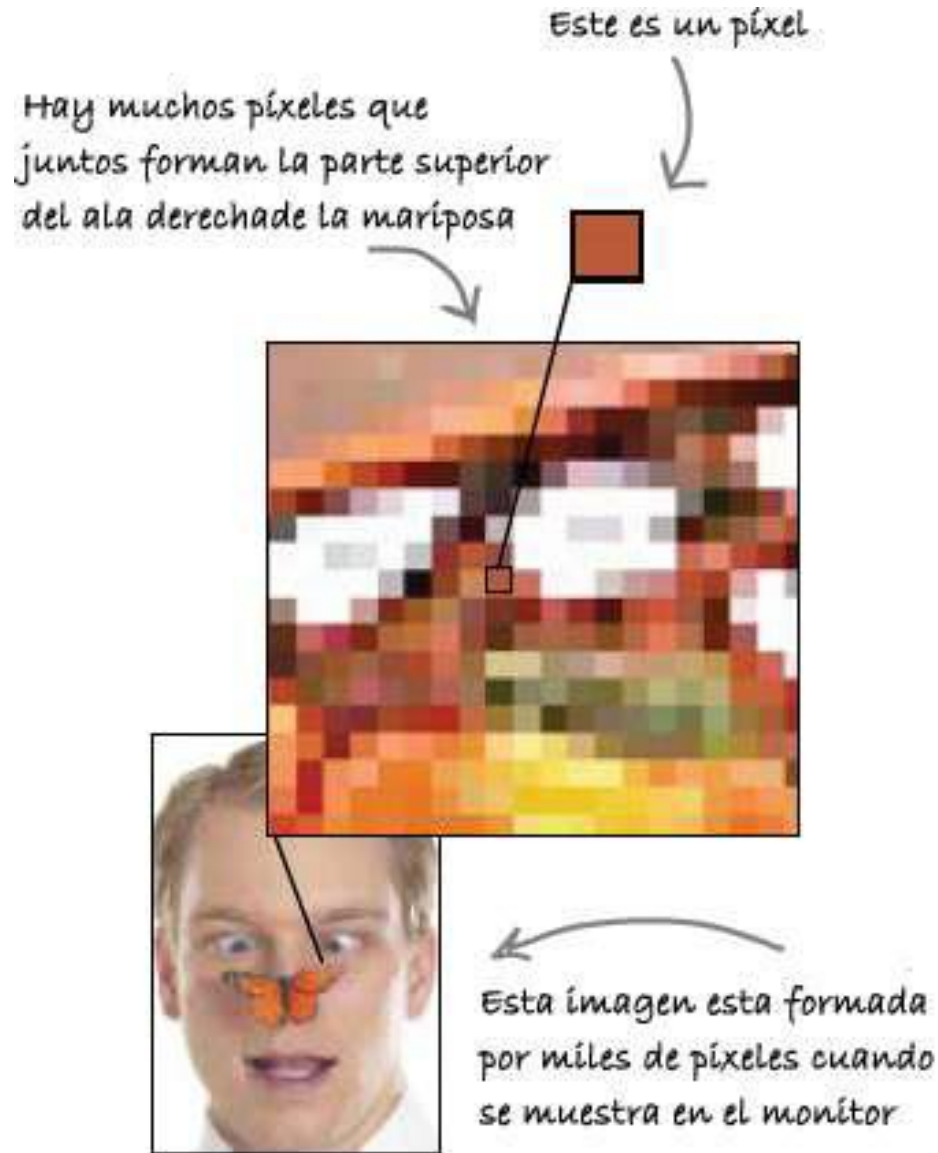 Este es un píxel
Hay muchos píxeles que
juntos forman la parte superior
del ala derechade la mariposa
Esta imagen esta formada
por miles de píxeles cuando
se muestra en el monitor